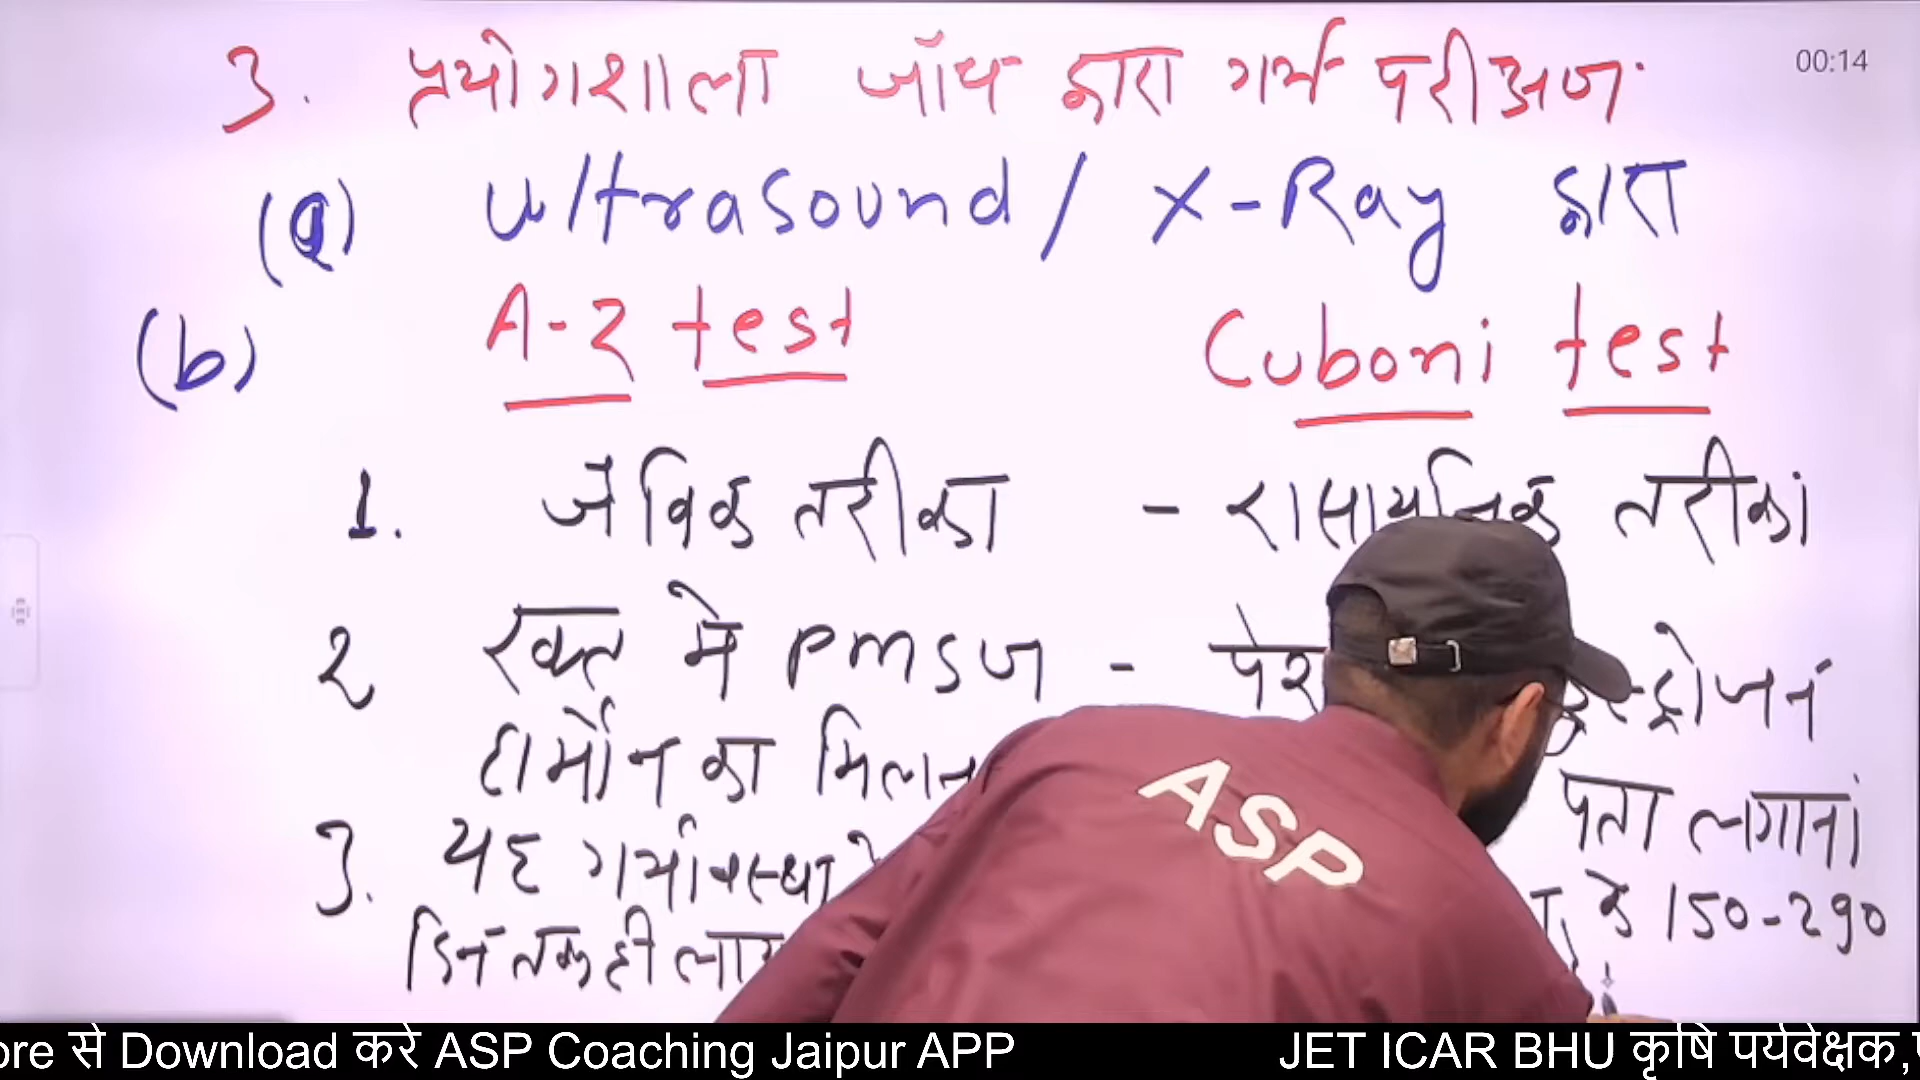 3. प्रयोगशाला जाँच द्वारा गर्भ परीक्षण
00:14
(a) Ultrasound / X-Ray द्वारा
(b) A-Z test Cuboni test
1. जैविक तरीका - रासायनिक तरीका
2 रक्त में PMSG - इस्ट्रोजन
हार्मोन का पता लगाना
3. यह गर्भावस्था के 150-290
दिन तक ही
ASP
ore से Download करे ASP Coaching Jaipur APP JET ICAR BHU कृषि पर्यवेक्षक,